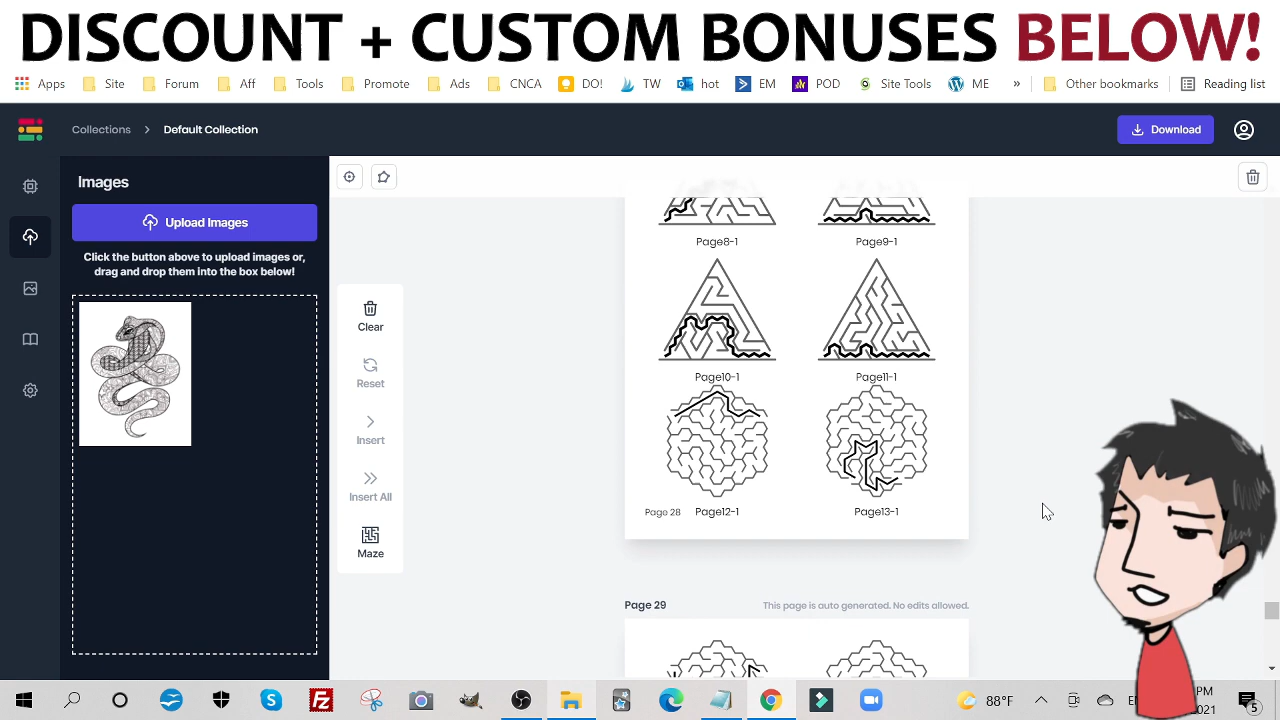 DISCOUNT + CUSTOM BONUSES BELOW!
Apps Site Forum Aff Tools Promote Ads CNCA DO! TW hot EM POD Site Tools ME » Other bookmarks Reading list
Collections > Default Collection Download
Images
Upload Images
Click the button above to upload images or,
drag and drop them into the box below!
Clear
Reset
Insert
Insert All
Maze
Page8-1 Page9-1
Page10-1 Page11-1
Page 28 Page12-1 Page13-1
Page 29 This page is auto generated. No edits allowed.
88°
PM
2021
5